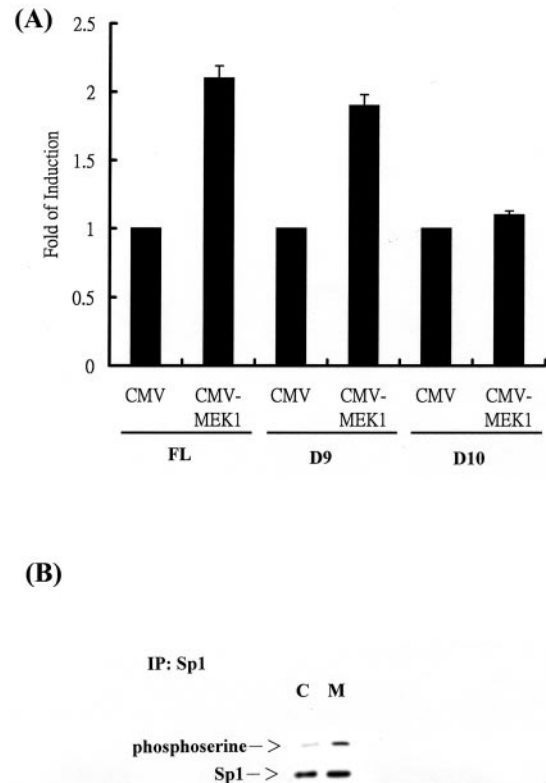 (A)
Fold of Induction
2.5
2
1.5
1
0.5
0
CMV CMV-MEK1 CMV CMV-MEK1 CMV CMV-MEK1
FL D9 D10
(B)
IP: Sp1
C M
phosphoserine—>
Sp1—>